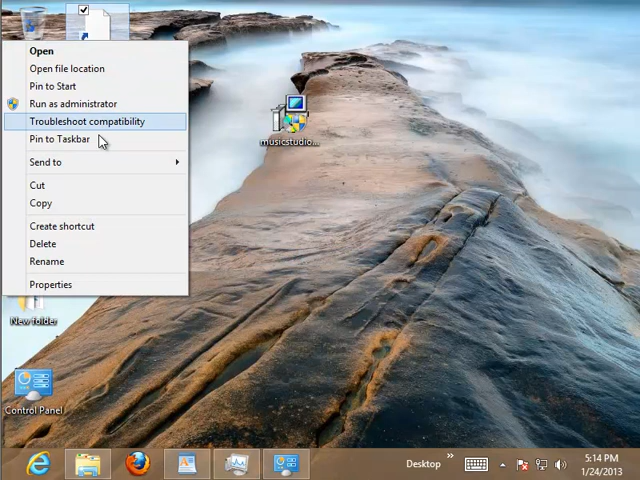 Open
Open file location
Pin to Start
Run as administrator
Troubleshoot compatibility
Pin to Taskbar
Send to
Cut
Copy
Create shortcut
Delete
Rename
Properties
musicstudio...
New folder
Control Panel
Desktop
5:14 PM
1/24/2013